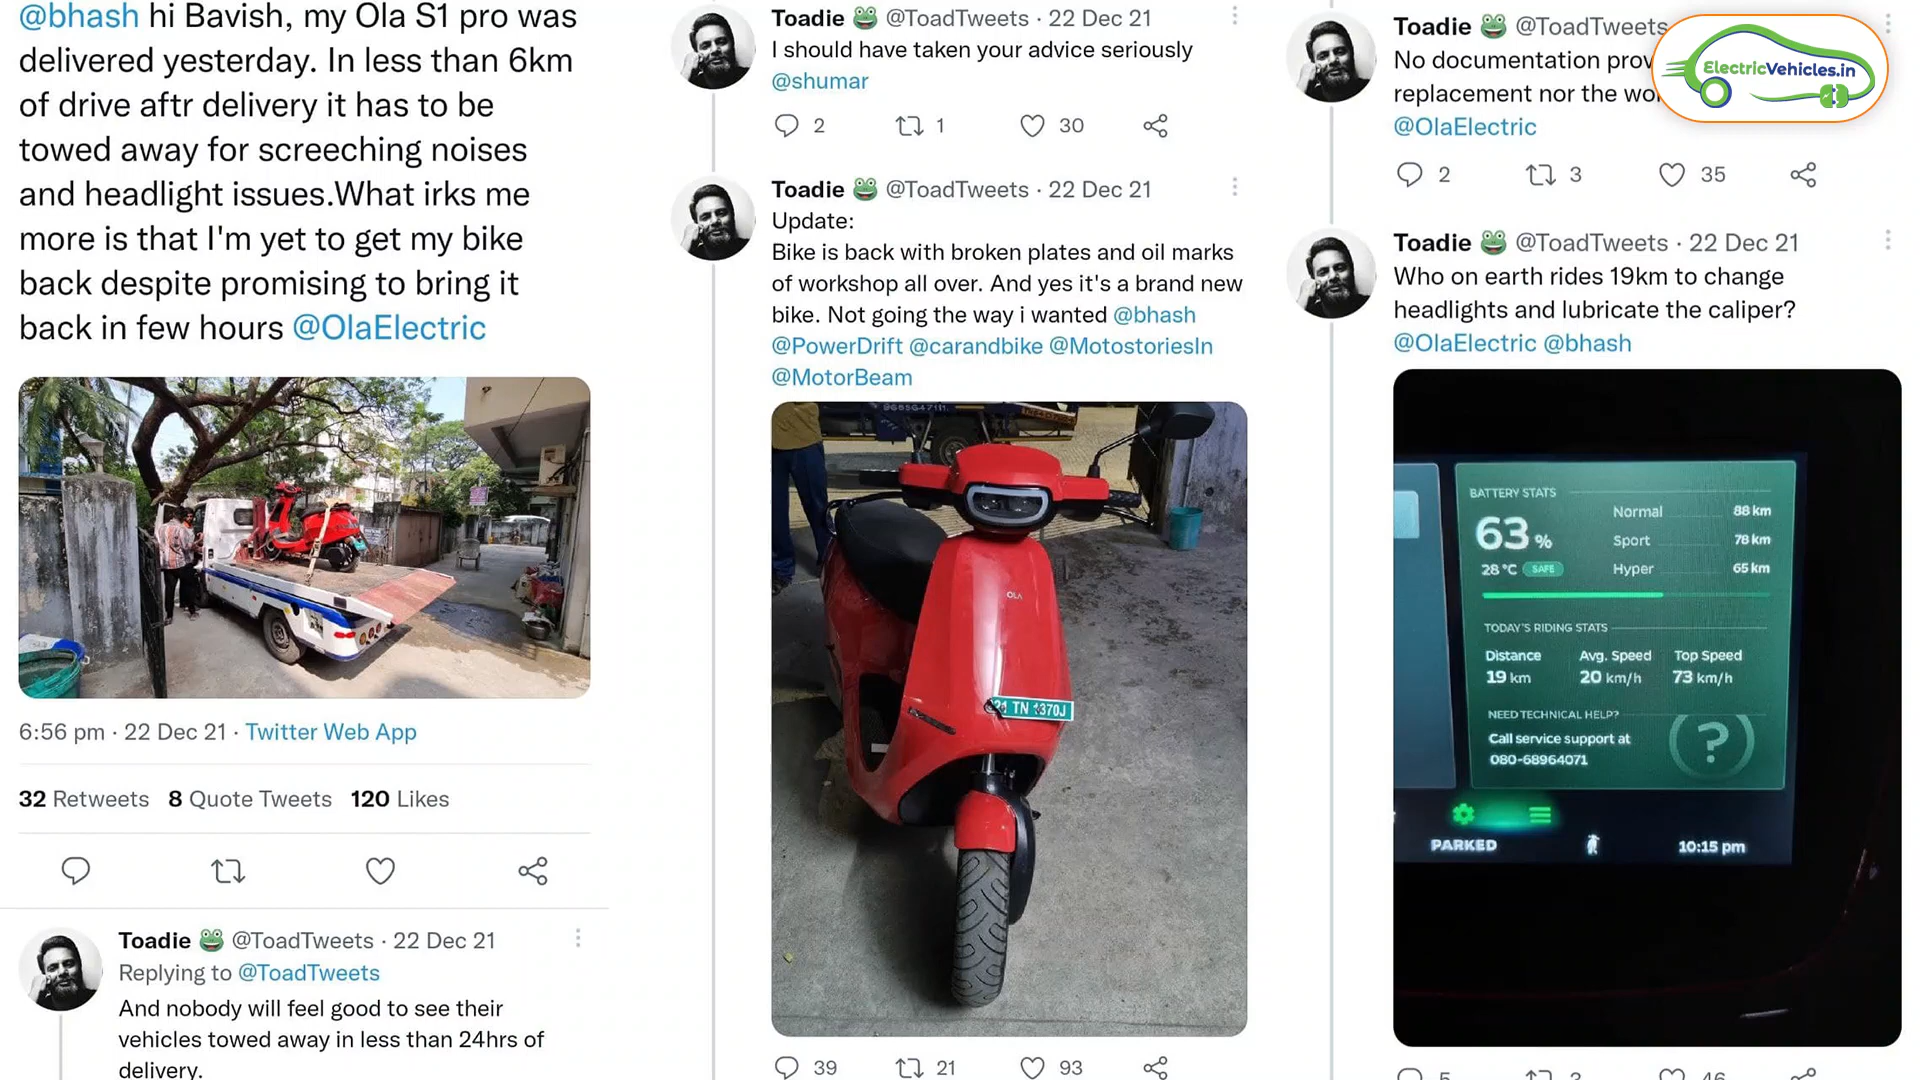 @bhash hi Bavish, my Ola S1 pro was
delivered yesterday. In less than 6km
of drive aftr delivery it has to be
towed away for screeching noises
and headlight issues.What irks me
more is that I'm yet to get my bike
back despite promising to bring it
back in few hours @OlaElectric
6:56 pm · 22 Dec 21 · Twitter Web App
32 Retweets 8 Quote Tweets 120 Likes
Toadie 🐸 @ToadTweets · 22 Dec 21
Replying to @ToadTweets
And nobody will feel good to see their
vehicles towed away in less than 24hrs of
delivery.
Toadie 🐸 @ToadTweets · 22 Dec 21
I should have taken your advice seriously
@shumar
2 1 30
Toadie 🐸 @ToadTweets · 22 Dec 21
Update:
Bike is back with broken plates and oil marks
of workshop all over. And yes it's a brand new
bike. Not going the way i wanted @bhash
@PowerDrift @carandbike @MotostoriesIn
@MotorBeam
OLA
TN 1370J
39 21 93
Toadie 🐸 @ToadTweets
No documentation
replacement nor the
@OlaElectric
2 3 35
ElectricVehicles.in
Toadie 🐸 @ToadTweets · 22 Dec 21
Who on earth rides 19km to change
headlights and lubricate the caliper?
@OlaElectric @bhash
BATTERY STATS
63 %
28°C SAFE
Normal 88 km
Sport 78 km
Hyper 65 km
TODAY'S RIDING STATS
Distance Avg. Speed Top Speed
19 km 20 km/h 73 km/h
NEED TECHNICAL HELP?
Call service support at
080-68964071
?
PARKED 10:15 pm